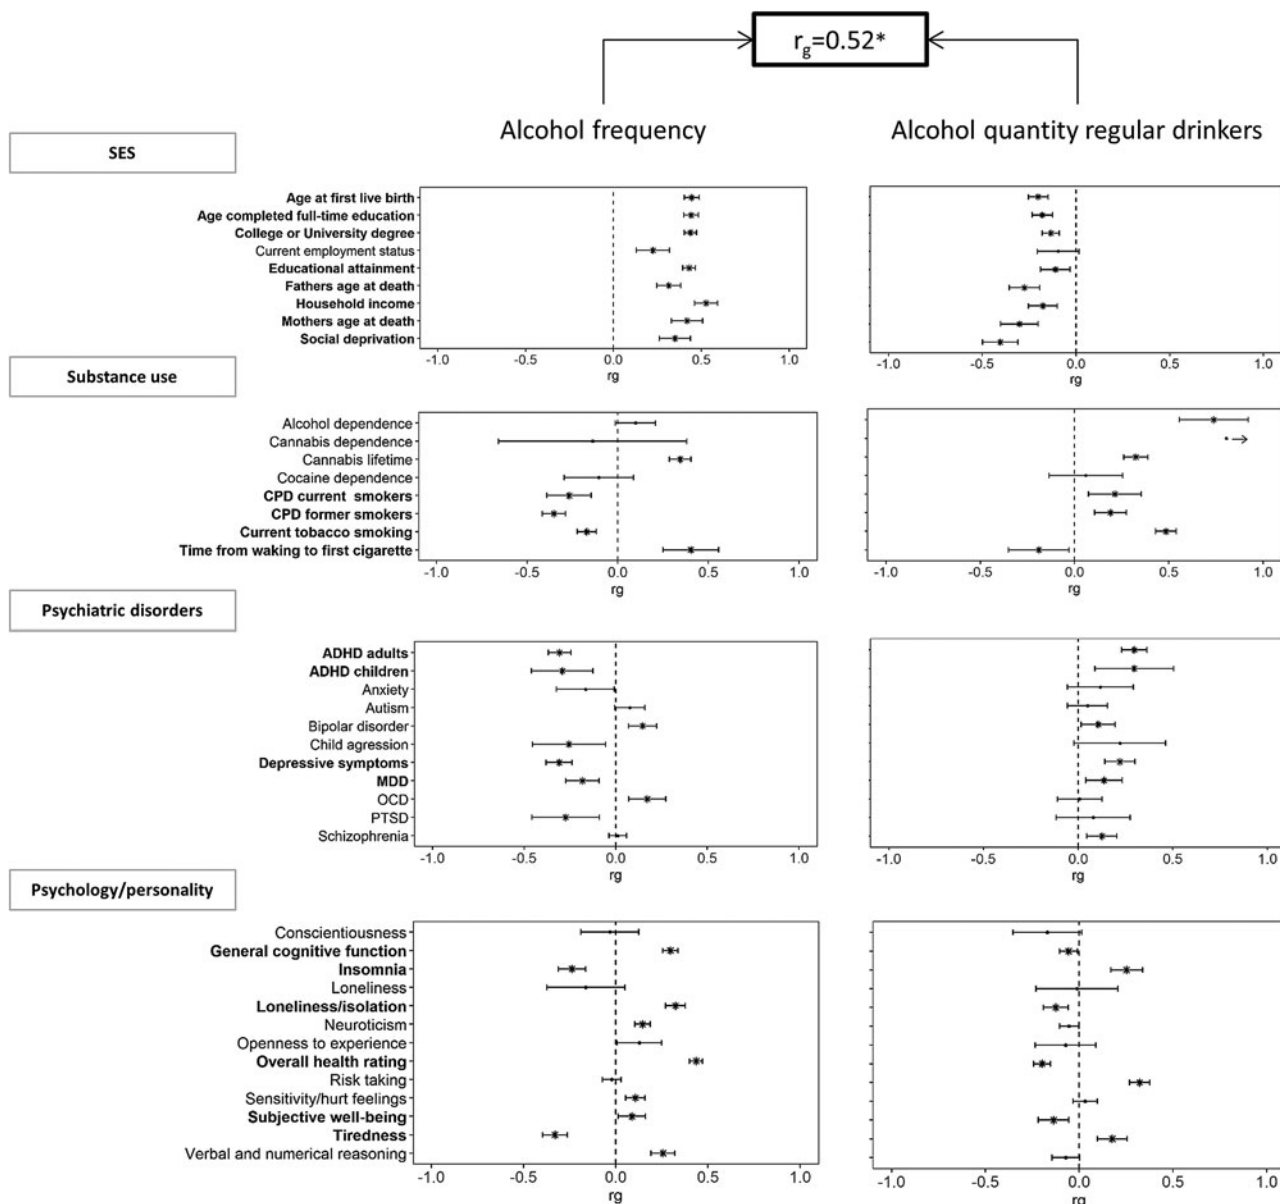 r_g=0.52*
Alcohol frequency
Alcohol quantity regular drinkers
SES
Age at first live birth
Age completed full-time education
College or University degree
Current employment status
Educational attainment
Fathers age at death
Household income
Mothers age at death
Social deprivation
-1.0 -0.5 0.0 0.5 1.0
rg
-1.0 -0.5 0.0 0.5 1.0
rg
Substance use
Alcohol dependence
Cannabis dependence
Cannabis lifetime
Cocaine dependence
CPD current smokers
CPD former smokers
Current tobacco smoking
Time from waking to first cigarette
-1.0 -0.5 0.0 0.5 1.0
rg
-1.0 -0.5 0.0 0.5 1.0
rg
Psychiatric disorders
ADHD adults
ADHD children
Anxiety
Autism
Bipolar disorder
Child agression
Depressive symptoms
MDD
OCD
PTSD
Schizophrenia
-1.0 -0.5 0.0 0.5 1.0
rg
-1.0 -0.5 0.0 0.5 1.0
rg
Psychology/personality
Conscientiousness
General cognitive function
Insomnia
Loneliness
Loneliness/isolation
Neuroticism
Openness to experience
Overall health rating
Risk taking
Sensitivity/hurt feelings
Subjective well-being
Tiredness
Verbal and numerical reasoning
-1.0 -0.5 0.0 0.5 1.0
rg
-1.0 -0.5 0.0 0.5 1.0
rg